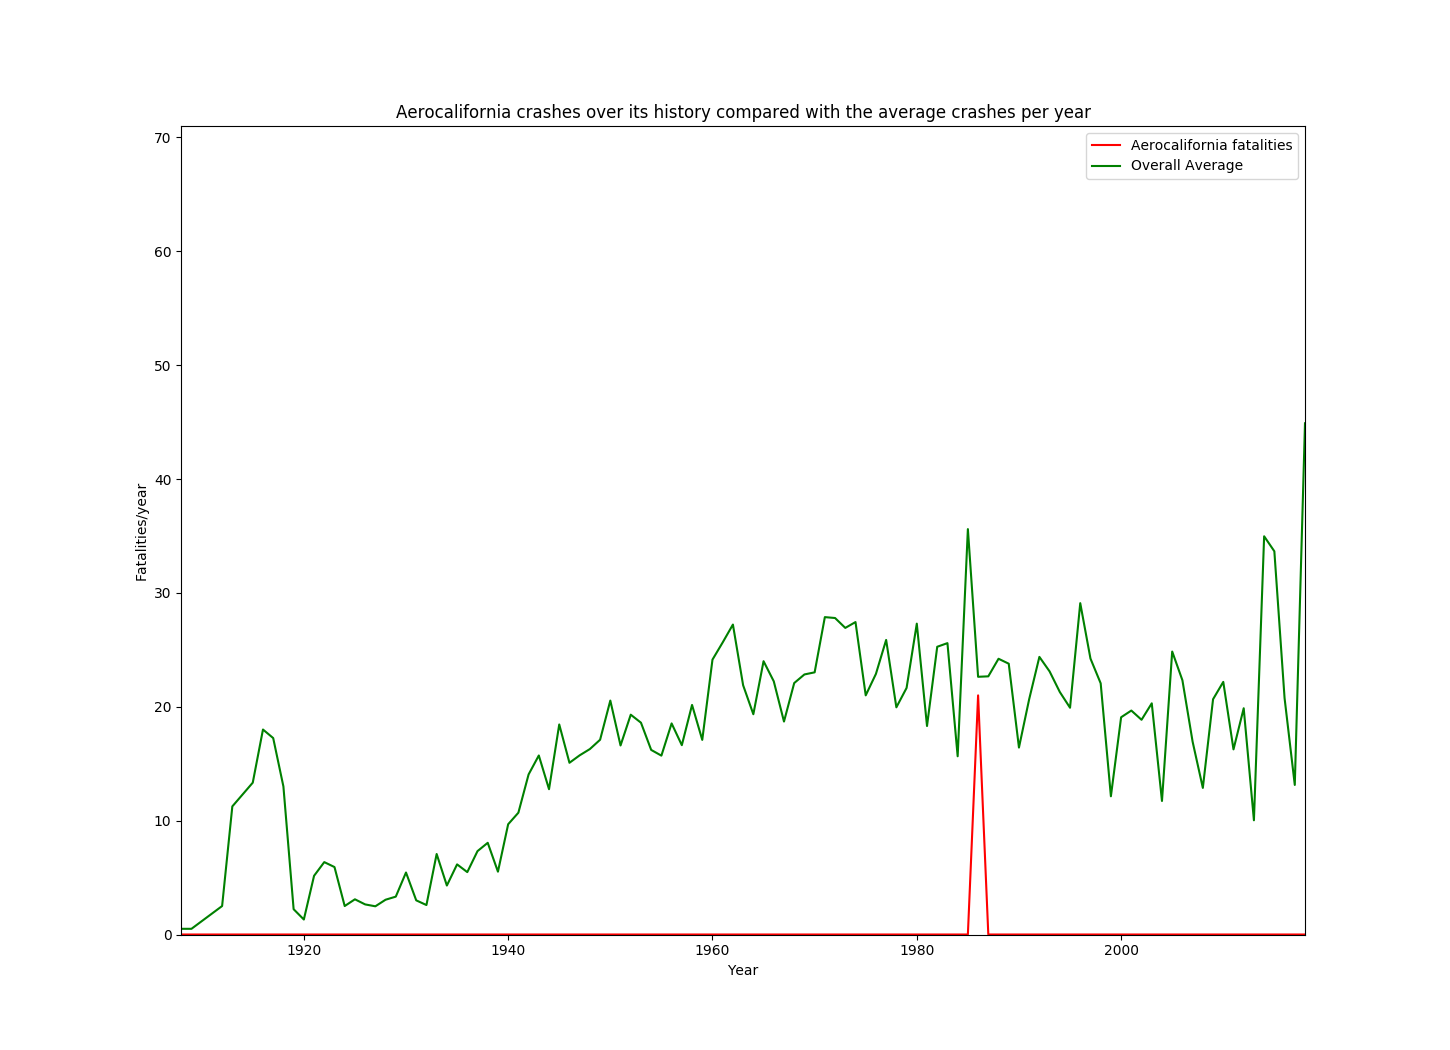 Aerocalifornia crashes over its history compared with the average crashes per year
70
60
50
40
30
20
10
0
Fatalities/year
Aerocalifornia fatalities
Overall Average
1920
1940
1960
1980
2000
Year